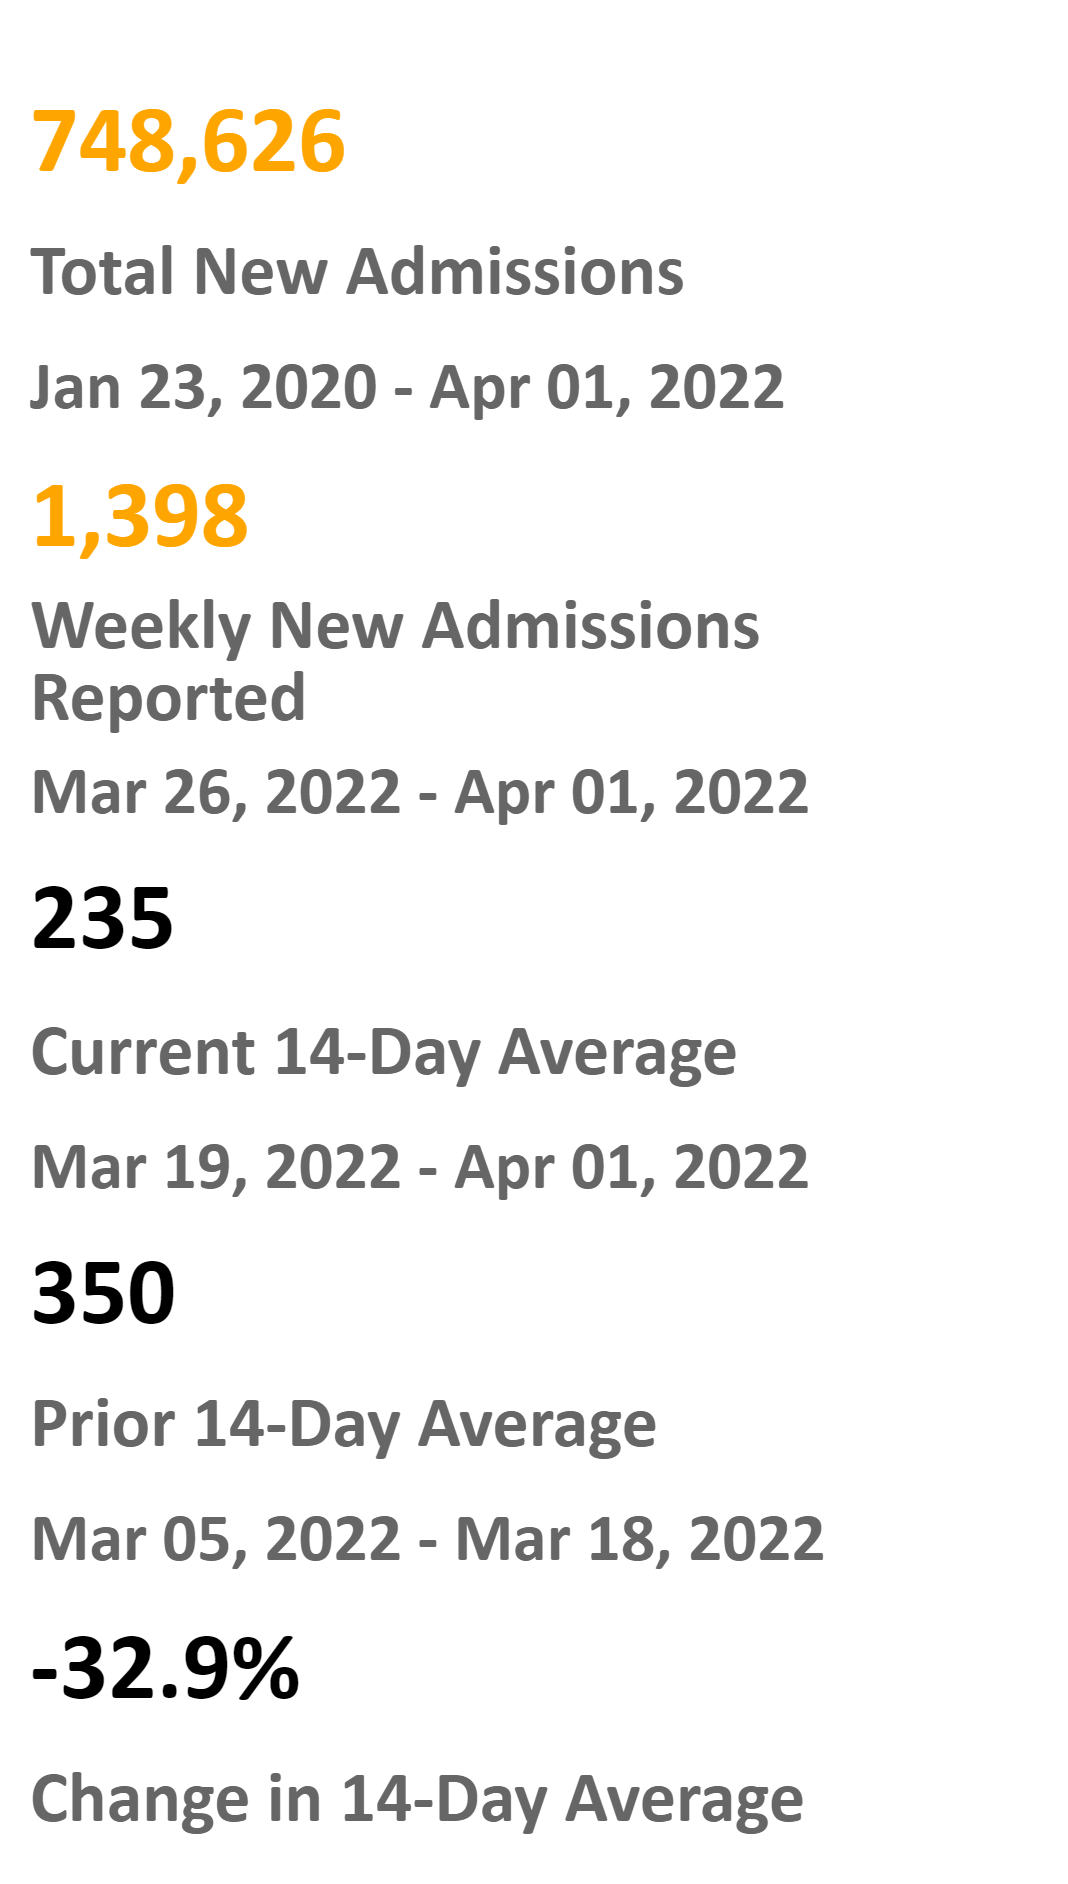 748,626
Total New Admissions
Jan 23, 2020 - Apr 01, 2022
1,398
Weekly New Admissions
Reported
Mar 26, 2022 - Apr 01, 2022
235
Current 14-Day Average
Mar 19, 2022 - Apr 01, 2022
350
Prior 14-Day Average
Mar 05, 2022 - Mar 18, 2022
-32.9%
Change in 14-Day Average